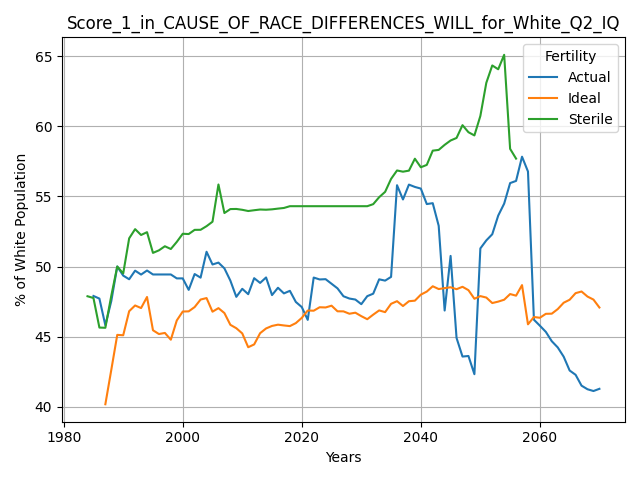 Score_1_in_CAUSE_OF_RACE_DIFFERENCES_WILL_for_White_Q2_IQ
Fertility
Actual
Ideal
Sterile
65
60
55
50
45
40
% of White Population
1980
2000
2020
2040
2060
Years